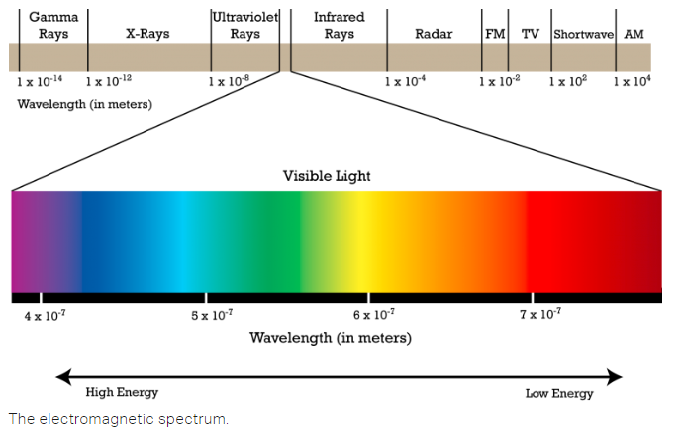 Gamma Rays X-Rays Ultraviolet Rays Infrared Rays Radar FM TV Shortwave AM
1 x 10⁻¹⁴ 1 x 10⁻¹² 1 x 10⁻⁸ 1 x 10⁻⁴ 1 x 10⁻² 1 x 10² 1 x 10⁴
Wavelength (in meters)
Visible Light
4 x 10⁻⁷ 5 x 10⁻⁷ 6 x 10⁻⁷ 7 x 10⁻⁷
Wavelength (in meters)
High Energy Low Energy
The electromagnetic spectrum.